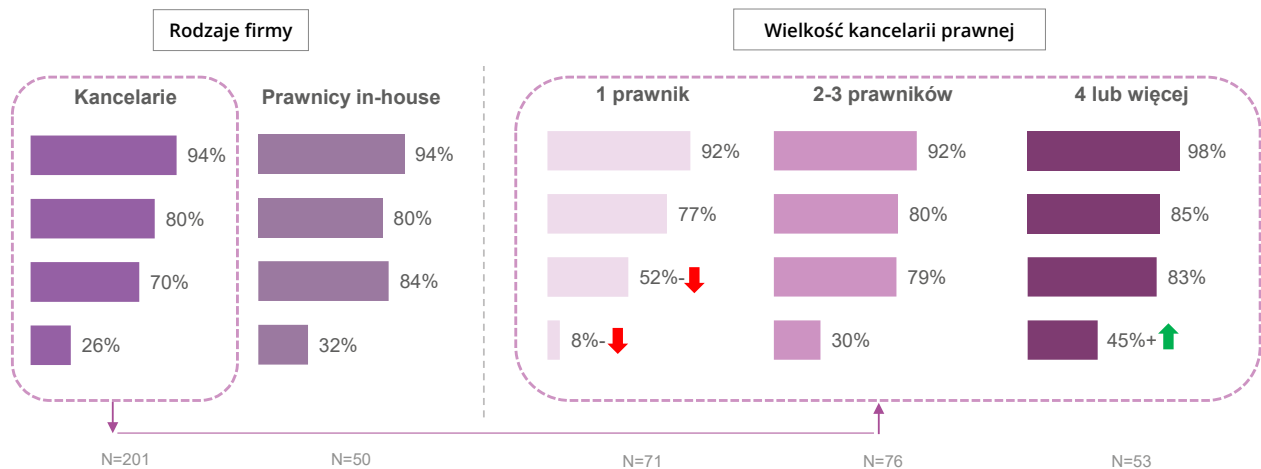 Rodzaje firmy
Wielkość kancelarii prawnej
Kancelarie
Prawnicy in-house
1 prawnik
2-3 prawników
4 lub więcej
94%
94%
92%
92%
98%
80%
80%
77%
80%
85%
70%
84%
52%-
79%
83%
26%
32%
8%-
30%
45%+
N=201
N=50
N=71
N=76
N=53